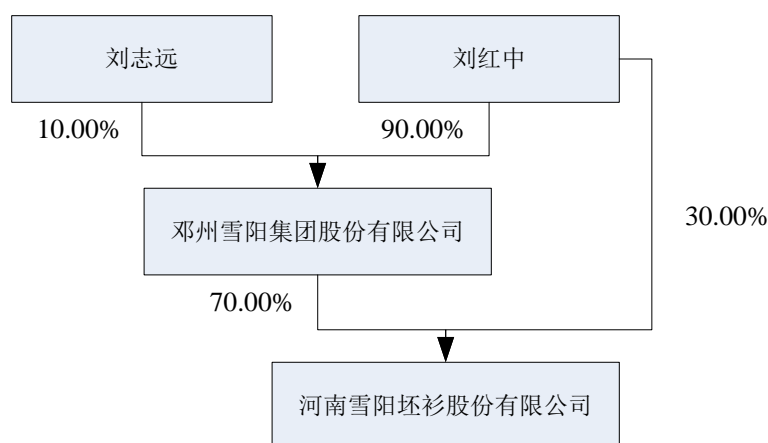 刘志远
刘红中
10.00%
90.00%
邓州雪阳集团股份有限公司
30.00%
70.00%
河南雪阳坯衫股份有限公司